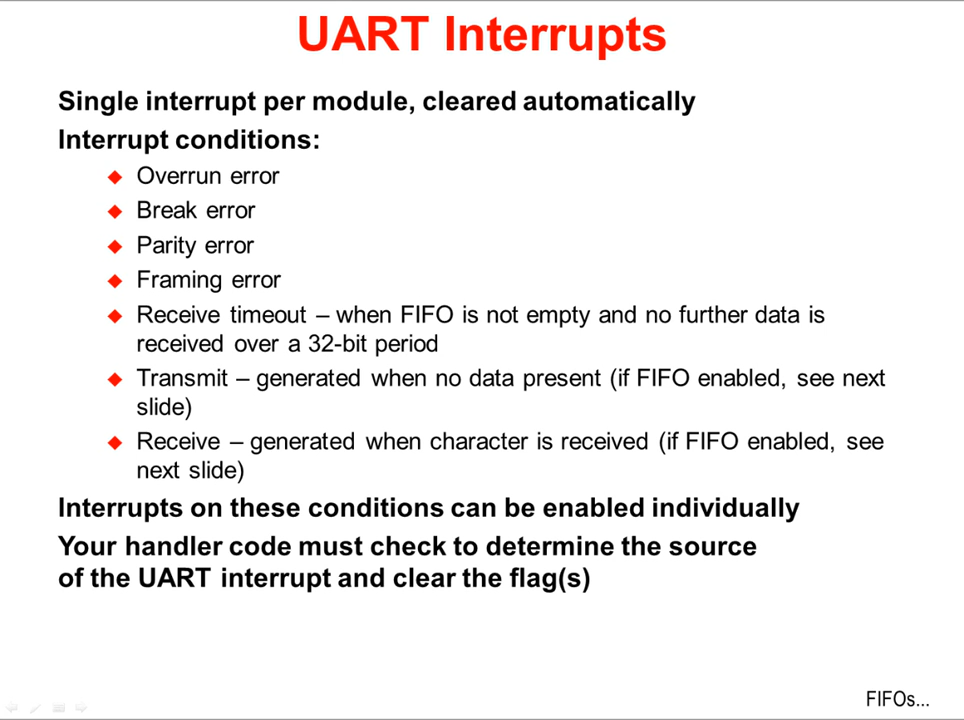 UART Interrupts
Single interrupt per module, cleared automatically
Interrupt conditions:
Overrun error
Break error
Parity error
Framing error
Receive timeout – when FIFO is not empty and no further data is
received over a 32-bit period
Transmit – generated when no data present (if FIFO enabled, see next
slide)
Receive – generated when character is received (if FIFO enabled, see
next slide)
Interrupts on these conditions can be enabled individually
Your handler code must check to determine the source
of the UART interrupt and clear the flag(s)
FIFOs...